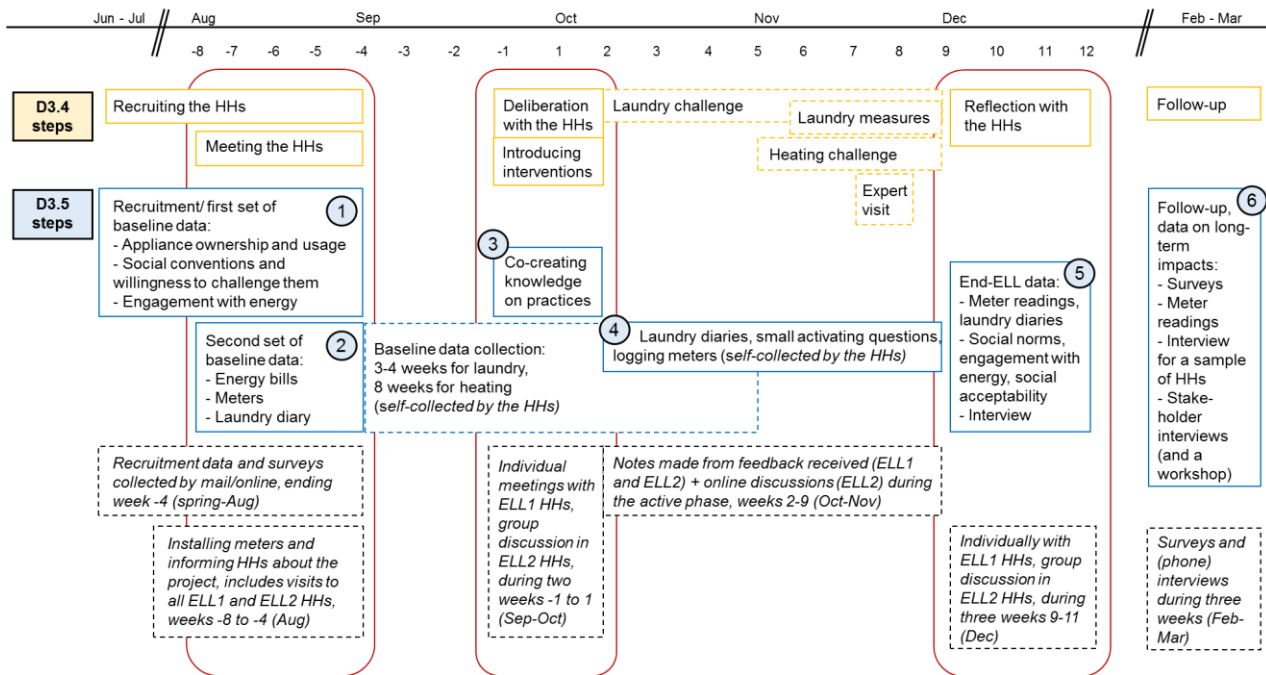 Jun - Jul
Aug
Sep
Oct
Nov
Dec
Feb - Mar
-8 -7 -6 -5 -4 -3 -2 -1 1 2 3 4 5 6 7 8 9 10 11 12
D3.4
steps
Recruiting the HHs
Meeting the HHs
Deliberation
with the HHs
Introducing
interventions
Laundry challenge
Laundry measures
Heating challenge
Expert
visit
Reflection with
the HHs
Follow-up
D3.5
steps
1
Recruitment/ first set of
baseline data:
- Appliance ownership and usage
- Social conventions and
willingness to challenge them
- Engagement with energy
2
Second set of
baseline data:
- Energy bills
- Meters
- Laundry diary
Baseline data collection:
3-4 weeks for laundry,
8 weeks for heating
(self-collected by the HHs)
3
Co-creating
knowledge
on practices
4
Laundry diaries, small activating questions,
logging meters (self-collected by the HHs)
5
End-ELL data:
- Meter readings,
laundry diaries
- Social norms,
engagement with
energy, social
acceptability
- Interview
6
Follow-up,
data on long-
term
impacts:
- Surveys
- Meter
readings
- Interview
for a sample
of HHs
- Stake-
holder
interviews
(and a
workshop)
Recruitment data and surveys
collected by mail/online, ending
week -4 (spring-Aug)
Installing meters and
informing HHs about the
project, includes visits to
all ELL1 and ELL2 HHs,
weeks -8 to -4 (Aug)
Individual
meetings with
ELL1 HHs,
group
discussion in
ELL2 HHs,
during two
weeks -1 to 1
(Sep-Oct)
Notes made from feedback received (ELL1
and ELL2) + online discussions (ELL2) during
the active phase, weeks 2-9 (Oct-Nov)
Individually with
ELL1 HHs, group
discussion in
ELL2 HHs, during
three weeks 9-11
(Dec)
Surveys and
(phone)
interviews
during three
weeks (Feb-
Mar)